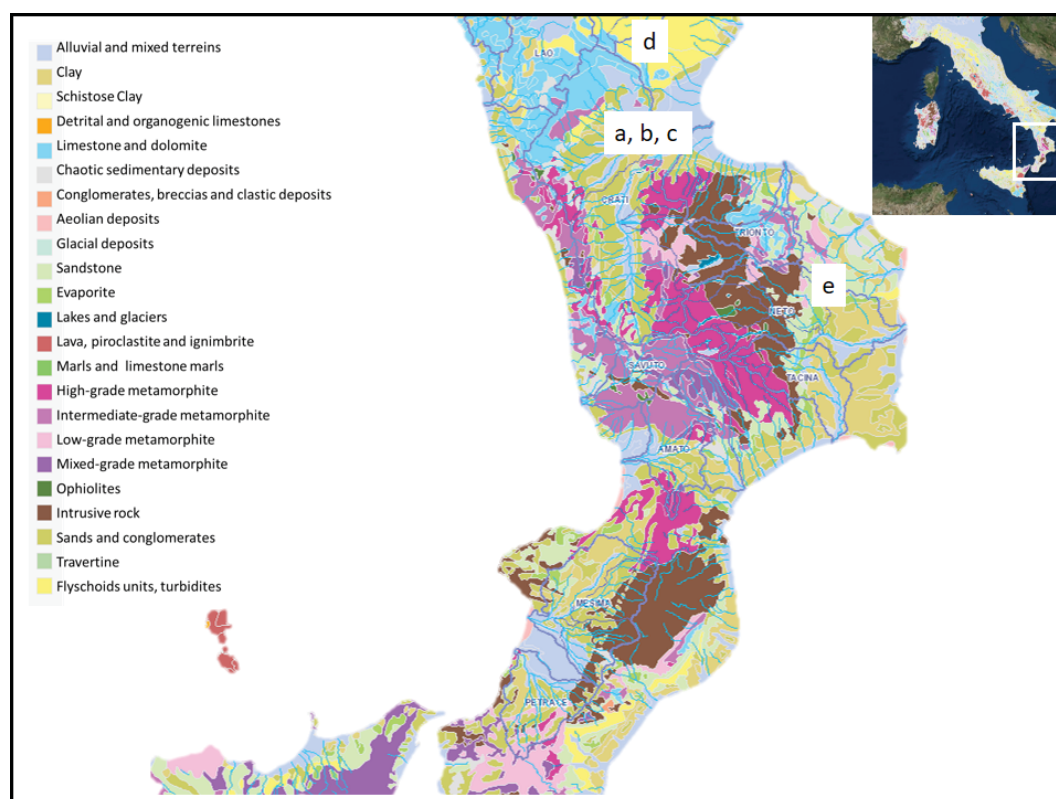 Alluvial and mixed terreins
Clay
Schistose Clay
Detrital and organogenic limestones
Limestone and dolomite
Chaotic sedimentary deposits
Conglomerates, breccias and clastic deposits
Aeolian deposits
Glacial deposits
Sandstone
Evaporite
Lakes and glaciers
Lava, piroclastite and ignimbrite
Marls and limestone marls
High-grade metamorphite
Intermediate-grade metamorphite
Low-grade metamorphite
Mixed-grade metamorphite
Ophiolites
Intrusive rock
Sands and conglomerates
Travertine
Flyschoids units, turbidites
d
LAO
a, b, c
CRATI
TRIONTO
e
NETO
SAVUTO
TACINA
AMATO
MESIMA
PETRACE